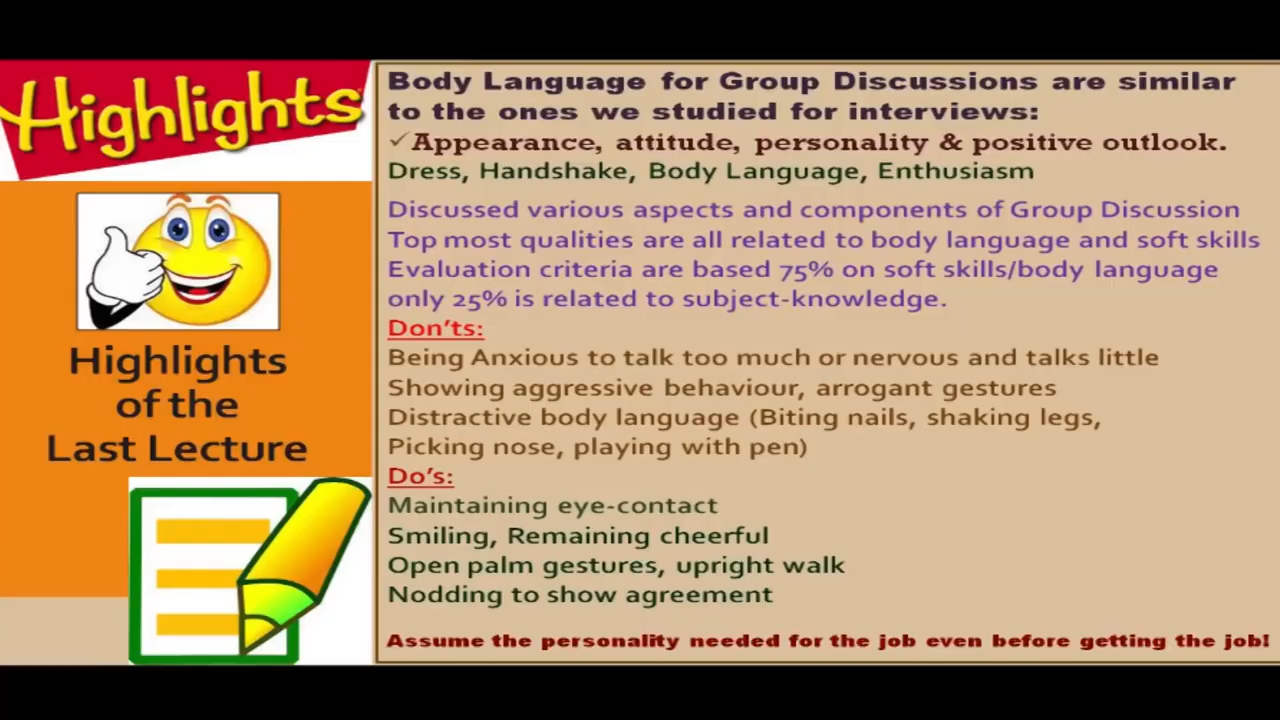 Highlights
Highlights
of the
Last Lecture
Body Language for Group Discussions are similar
to the ones we studied for interviews:
✓Appearance, attitude, personality & positive outlook.
Dress, Handshake, Body Language, Enthusiasm
Discussed various aspects and components of Group Discussion
Top most qualities are all related to body language and soft skills
Evaluation criteria are based 75% on soft skills/body language
only 25% is related to subject-knowledge.
Don'ts:
Being Anxious to talk too much or nervous and talks little
Showing aggressive behaviour, arrogant gestures
Distractive body language (Biting nails, shaking legs,
Picking nose, playing with pen)
Do's:
Maintaining eye-contact
Smiling, Remaining cheerful
Open palm gestures, upright walk
Nodding to show agreement
Assume the personality needed for the job even before getting the job!